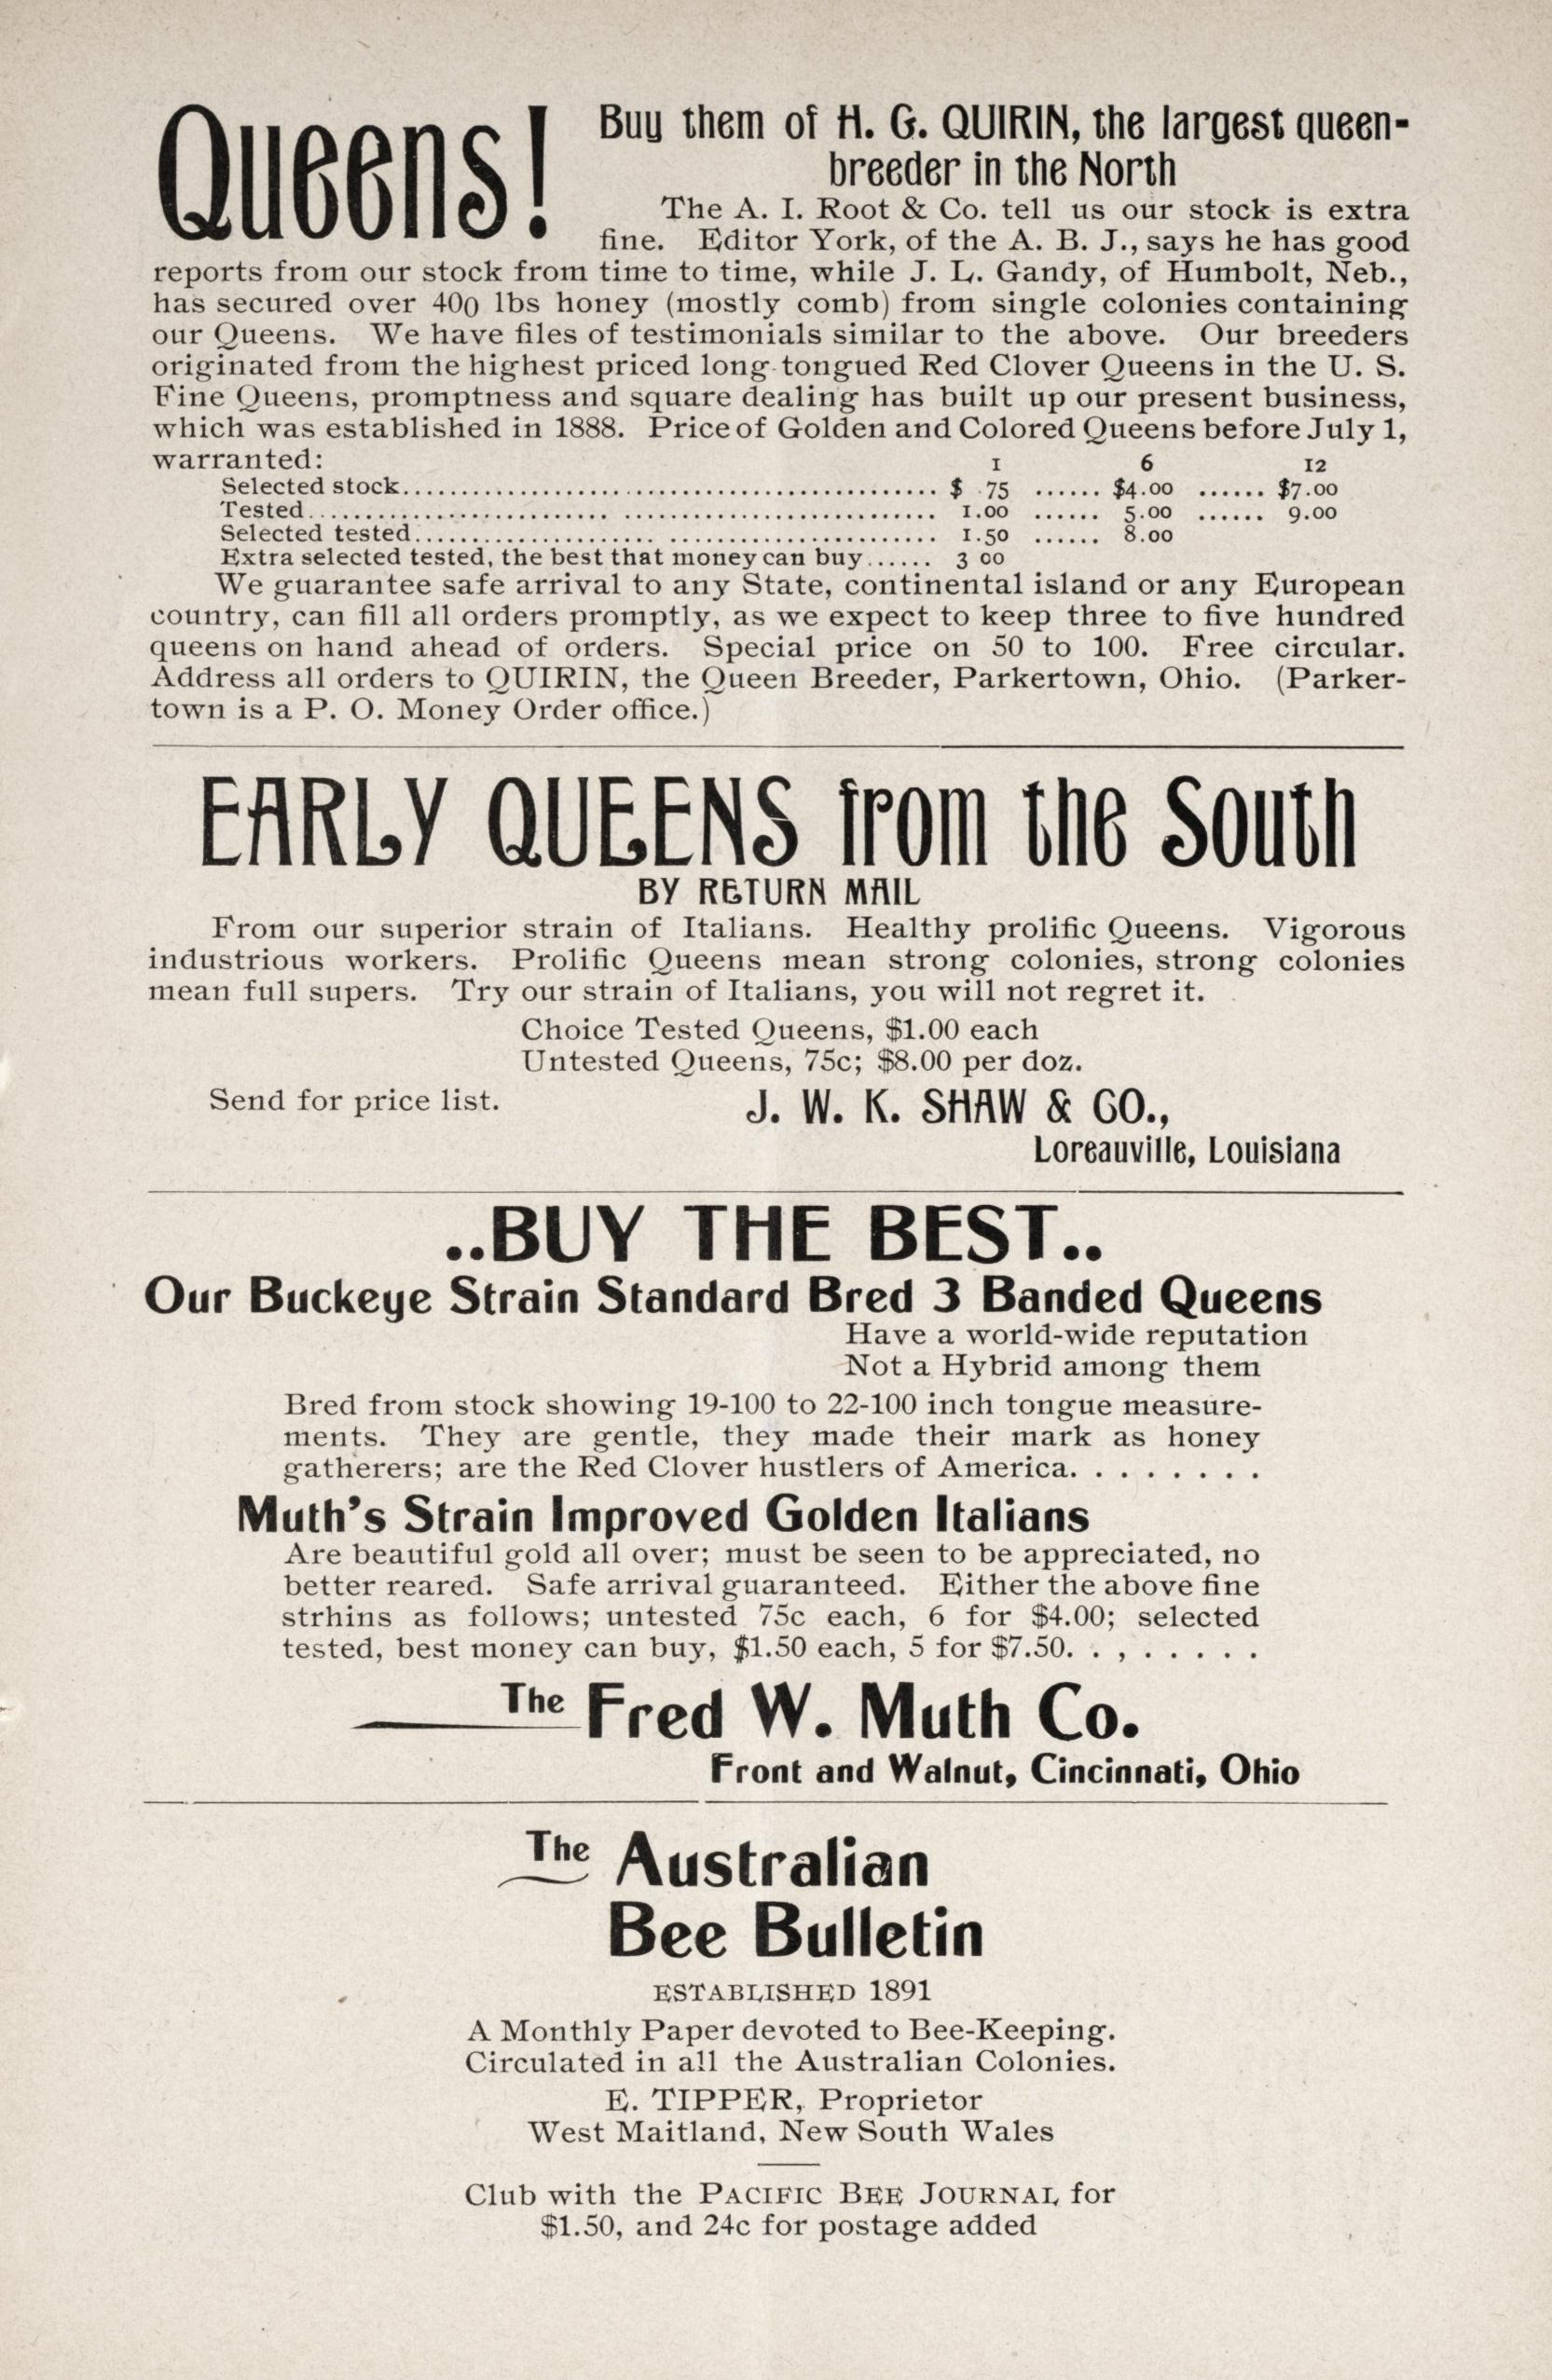 Queens!
Buy them of H. G. QUIRIN, the largest queen-
breeder in the North
The A. I. Root & Co. tell us our stock is extra
fine. Editor York, of the A. B. J., says he has good
reports from our stock from time to time, while J. L. Gandy, of Humbolt, Neb.,
has secured over 400 lbs honey (mostly comb) from single colonies containing
our Queens. We have files of testimonials similar to the above. Our breeders
originated from the highest priced long-tongued Red Clover Queens in the U. S.
Fine Queens, promptness and square dealing has built up our present business,
which was established in 1888. Price of Golden and Colored Queens before July 1,
warranted: 1 6 12
Selected stock.................................................. $ .75 ...... $4.00 ...... $7.00
Tested.................................................. 1.00 ...... 5.00 ...... 9.00
Selected tested.................................................. 1.50 ...... 8.00
Extra selected tested, the best that money can buy...... 3 00
We guarantee safe arrival to any State, continental island or any European
country, can fill all orders promptly, as we expect to keep three to five hundred
queens on hand ahead of orders. Special price on 50 to 100. Free circular.
Address all orders to QUIRIN, the Queen Breeder, Parkertown, Ohio. (Parker-
town is a P. O. Money Order office.)
EARLY QUEENS from the South
BY RETURN MAIL
From our superior strain of Italians. Healthy prolific Queens. Vigorous
industrious workers. Prolific Queens mean strong colonies, strong colonies
mean full supers. Try our strain of Italians, you will not regret it.
Choice Tested Queens, $1.00 each
Untested Queens, 75c; $8.00 per doz.
Send for price list.
J. W. K. SHAW & CO.,
Loreauville, Louisiana
..BUY THE BEST..
Our Buckeye Strain Standard Bred 3 Banded Queens
Have a world-wide reputation
Not a Hybrid among them
Bred from stock showing 19-100 to 22-100 inch tongue measure-
ments. They are gentle, they made their mark as honey
gatherers; are the Red Clover hustlers of America. . . . . . . .
Muth's Strain Improved Golden Italians
Are beautiful gold all over; must be seen to be appreciated, no
better reared. Safe arrival guaranteed. Either the above fine
strhins as follows; untested 75c each, 6 for $4.00; selected
tested, best money can buy, $1.50 each, 5 for $7.50. . , . . . . .
The Fred W. Muth Co.
Front and Walnut, Cincinnati, Ohio
The Australian
Bee Bulletin
ESTABLISHED 1891
A Monthly Paper devoted to Bee-Keeping.
Circulated in all the Australian Colonies.
E. TIPPER, Proprietor
West Maitland, New South Wales
Club with the PACIFIC BEE JOURNAL for
$1.50, and 24c for postage added